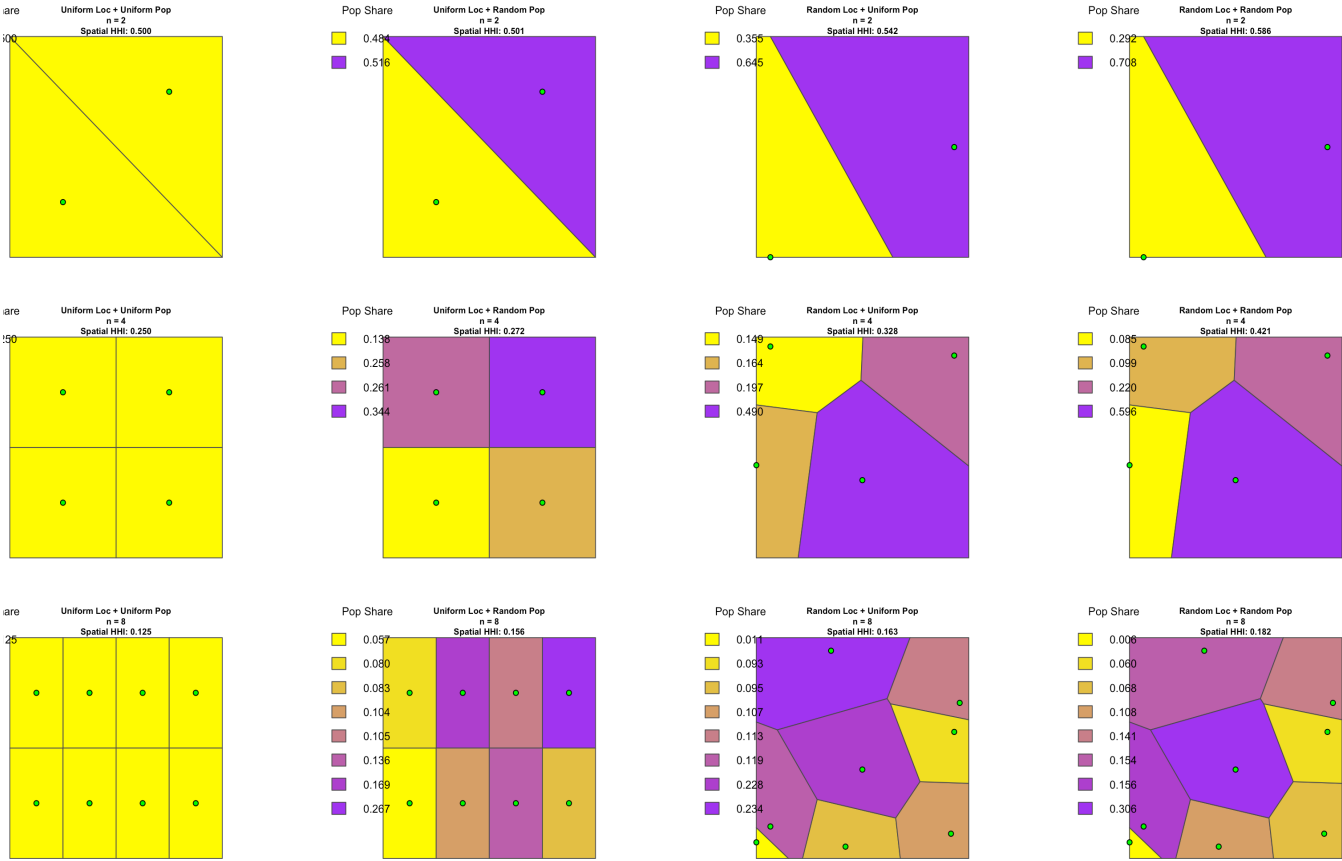 are
Uniform Loc + Uniform Pop
n = 2
Spatial HHI: 0.500
Pop Share
0.484
0.516
Uniform Loc + Random Pop
n = 2
Spatial HHI: 0.501
Pop Share
0.355
0.645
Random Loc + Uniform Pop
n = 2
Spatial HHI: 0.542
Pop Share
0.292
0.708
Random Loc + Random Pop
n = 2
Spatial HHI: 0.586
are
Uniform Loc + Uniform Pop
n = 4
Spatial HHI: 0.250
Pop Share
0.138
0.258
0.261
0.344
Uniform Loc + Random Pop
n = 4
Spatial HHI: 0.272
Pop Share
0.149
0.164
0.197
0.490
Random Loc + Uniform Pop
n = 4
Spatial HHI: 0.328
Pop Share
0.085
0.099
0.220
0.596
Random Loc + Random Pop
n = 4
Spatial HHI: 0.421
are
25
Uniform Loc + Uniform Pop
n = 8
Spatial HHI: 0.125
Pop Share
0.057
0.080
0.083
0.104
0.105
0.136
0.169
0.267
Uniform Loc + Random Pop
n = 8
Spatial HHI: 0.156
Pop Share
0.011
0.093
0.095
0.107
0.113
0.119
0.228
0.234
Random Loc + Uniform Pop
n = 8
Spatial HHI: 0.163
Pop Share
0.006
0.060
0.068
0.108
0.141
0.154
0.156
0.306
Random Loc + Random Pop
n = 8
Spatial HHI: 0.182